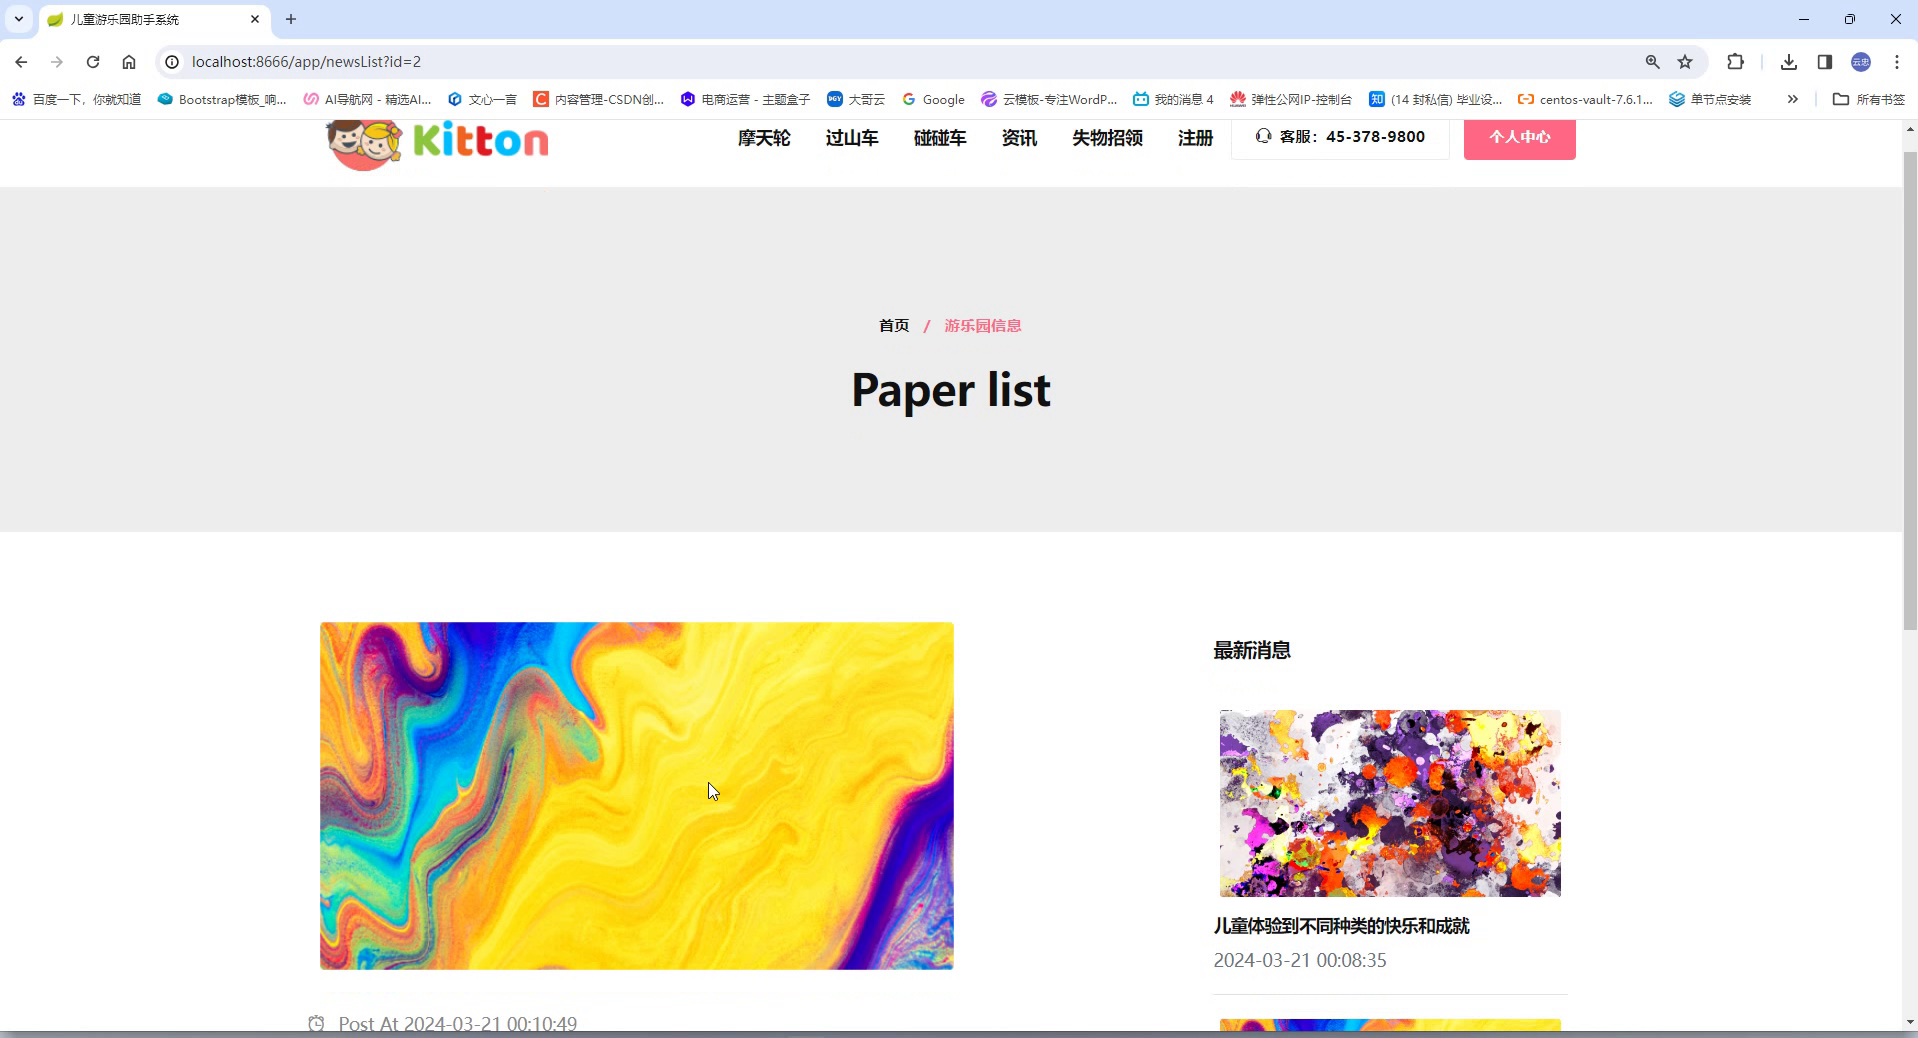 儿童游乐园助手系统
localhost:8666/app/newsList?id=2
云忠
百度一下，你就知道
Bootstrap模板_响...
AI导航网 - 精选AI...
文心一言
内容管理-CSDN创...
电商运营 - 主题盒子
大哥云
Google
云模板-专注WordP...
我的消息 4
弹性公网IP-控制台
(14 封私信) 毕业设...
centos-vault-7.6.1...
单节点安装
所有书签
Kitton
摩天轮
过山车
碰碰车
资讯
失物招领
注册
客服：45-378-9800
个人中心
首页 / 游乐园信息
Paper list
最新消息
儿童体验到不同种类的快乐和成就
2024-03-21 00:08:35
Post At 2024-03-21 00:10:49